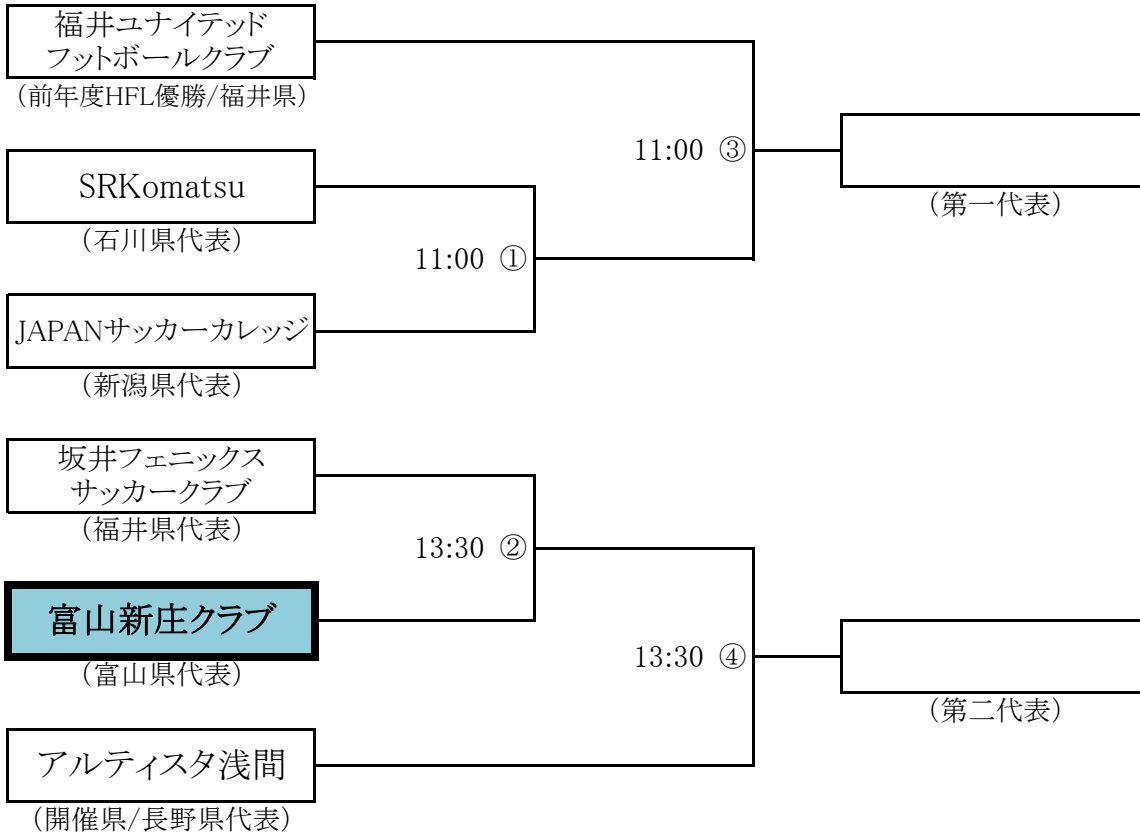 福井ユナイテッド
フットボールクラブ
(前年度HFL優勝/福井県)
11:00 ③
(第一代表)
SRKomatsu
(石川県代表)
11:00 ①
JAPANサッカーカレッジ
(新潟県代表)
坂井フェニックス
サッカークラブ
(福井県代表)
13:30 ②
富山新庄クラブ
(富山県代表)
13:30 ④
(第二代表)
アルティスタ浅間
(開催県/長野県代表)